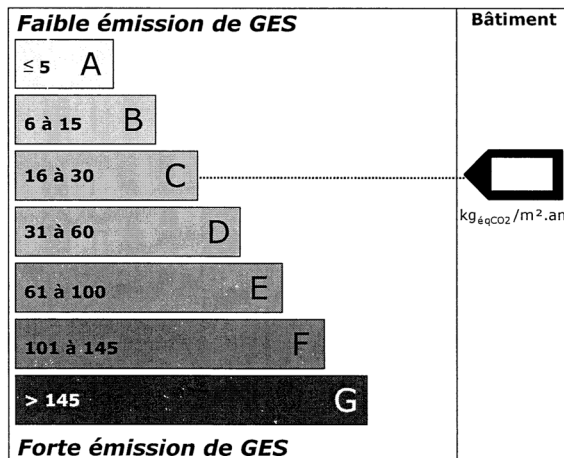 Faible émission de GES
Bâtiment
≤ 5 A
6 à 15 B
16 à 30 C
kgéqCO2/m².an
31 à 60 D
61 à 100 E
101 à 145 F
> 145 G
Forte émission de GES